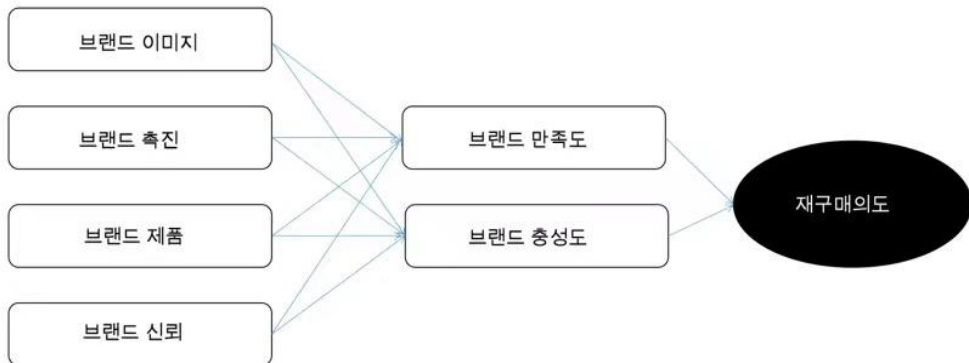 브랜드 이미지
브랜드 촉진
브랜드 제품
브랜드 신뢰
브랜드 만족도
브랜드 충성도
재구매의도